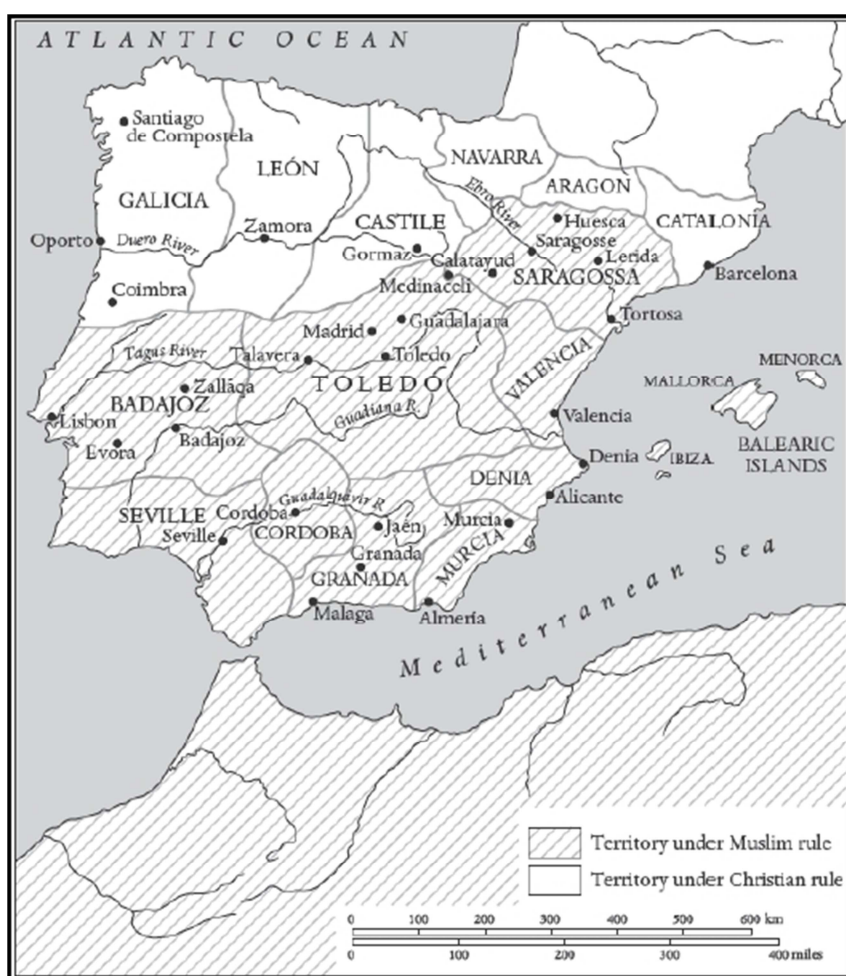 ATLANTIC OCEAN
Santiago
de Compostela
GALICIA
LEÓN
NAVARRA
ARAGON
CATALONÍA
CASTILE
Ebro River
Huesca
Oporto
Duero River
Zamora
Gormaz
Saragosse
Lerida
Calatayud
SARAGOSSA
Barcelona
Medinaceli
Coimbra
Tortosa
Guadalajara
Madrid
Tagus River
Talavera
Toledo
VALENCIA
MENORCA
MALLORCA
Zallāqa
TOLEDO
BADAJOZ
Guadiana R.
Lisbon
Badajoz
Valencia
BALEARIC
ISLANDS
Evora
Denia
IBIZA
DENIA
Alicante
Guadalquivir R
SEVILLE
Cordoba
CORDOBA
Jaén
Murcia
MURCIA
Seville
Granada
GRANADA
Malaga
Almería
Mediterranean Sea
Territory under Muslim rule
Territory under Christian rule
0 100 200 300 400 500 600 km
0 100 200 300 400 miles